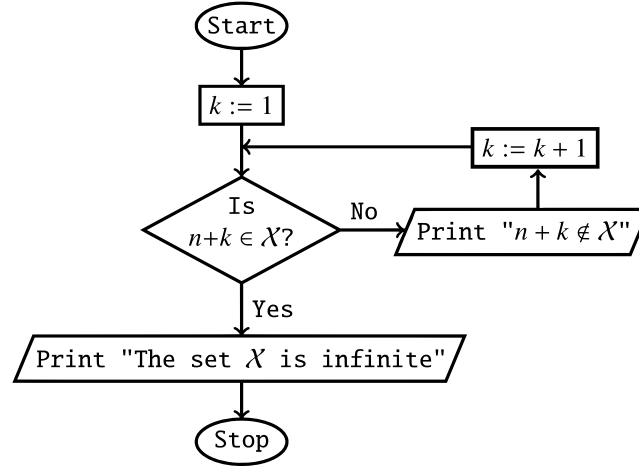 Start
k := 1
k := k + 1
Is
n+k ∈ 𝒳?
No
Print "n + k ∉ 𝒳"
Yes
Print "The set 𝒳 is infinite"
Stop